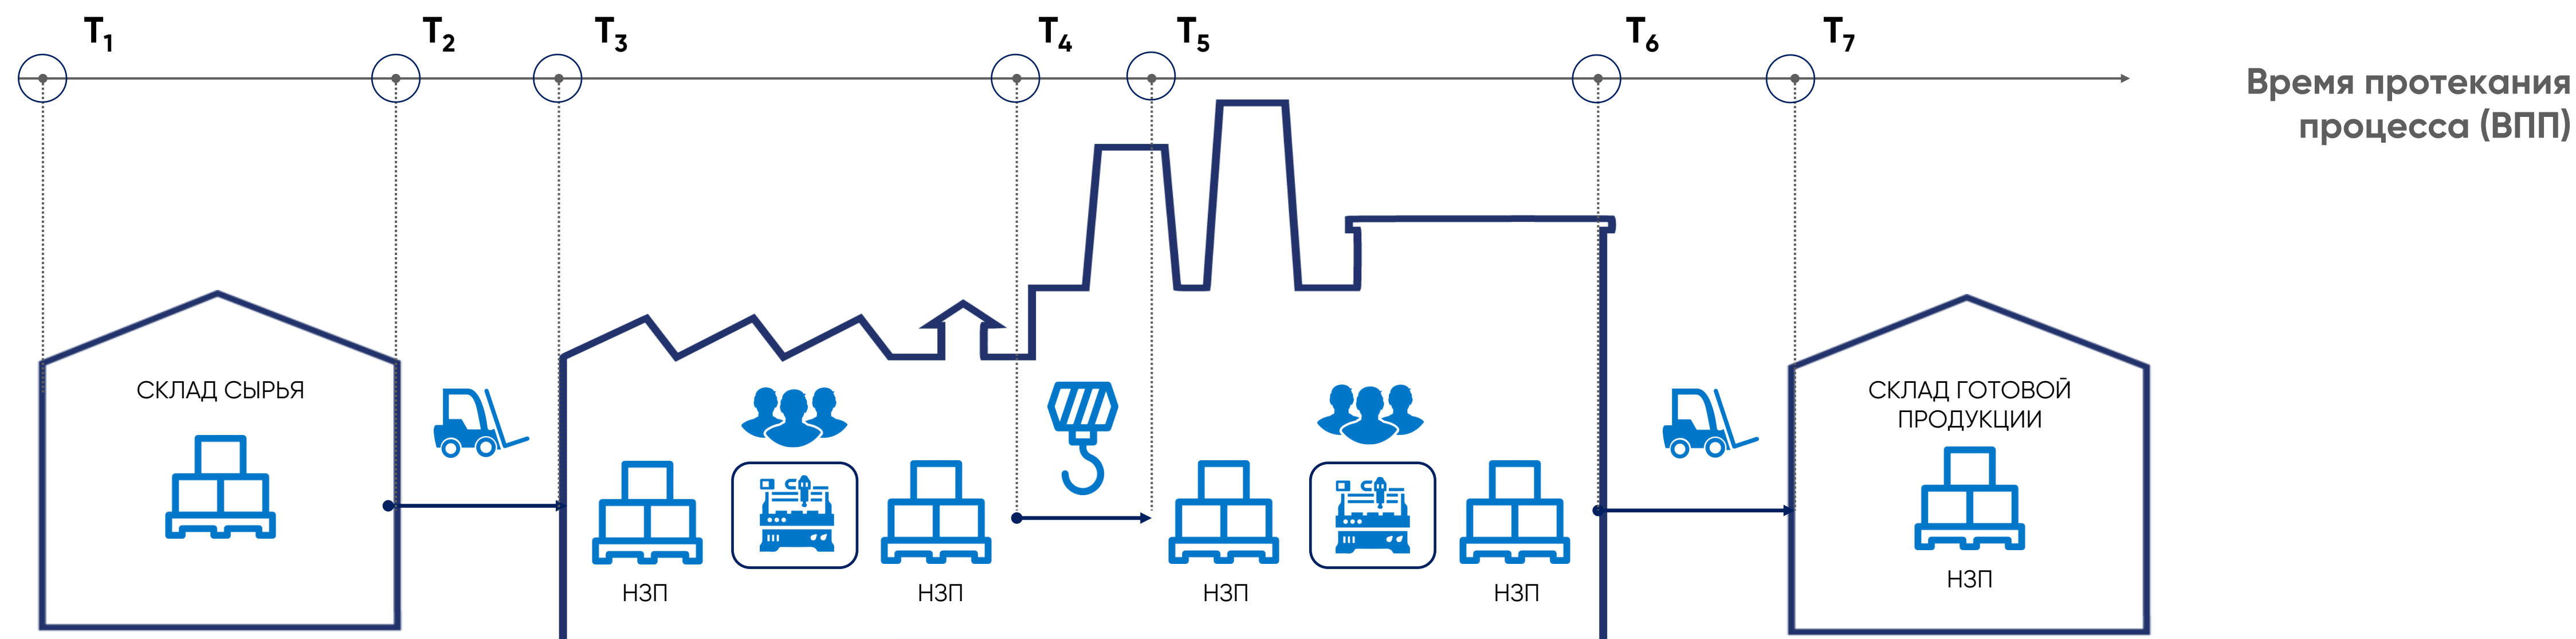 T1 T2 T3 T4 T5 T6 T7
Время протекания
процесса (ВПП)
СКЛАД СЫРЬЯ
СКЛАД ГОТОВОЙ
ПРОДУКЦИИ
НЗП
НЗП
НЗП
НЗП
НЗП